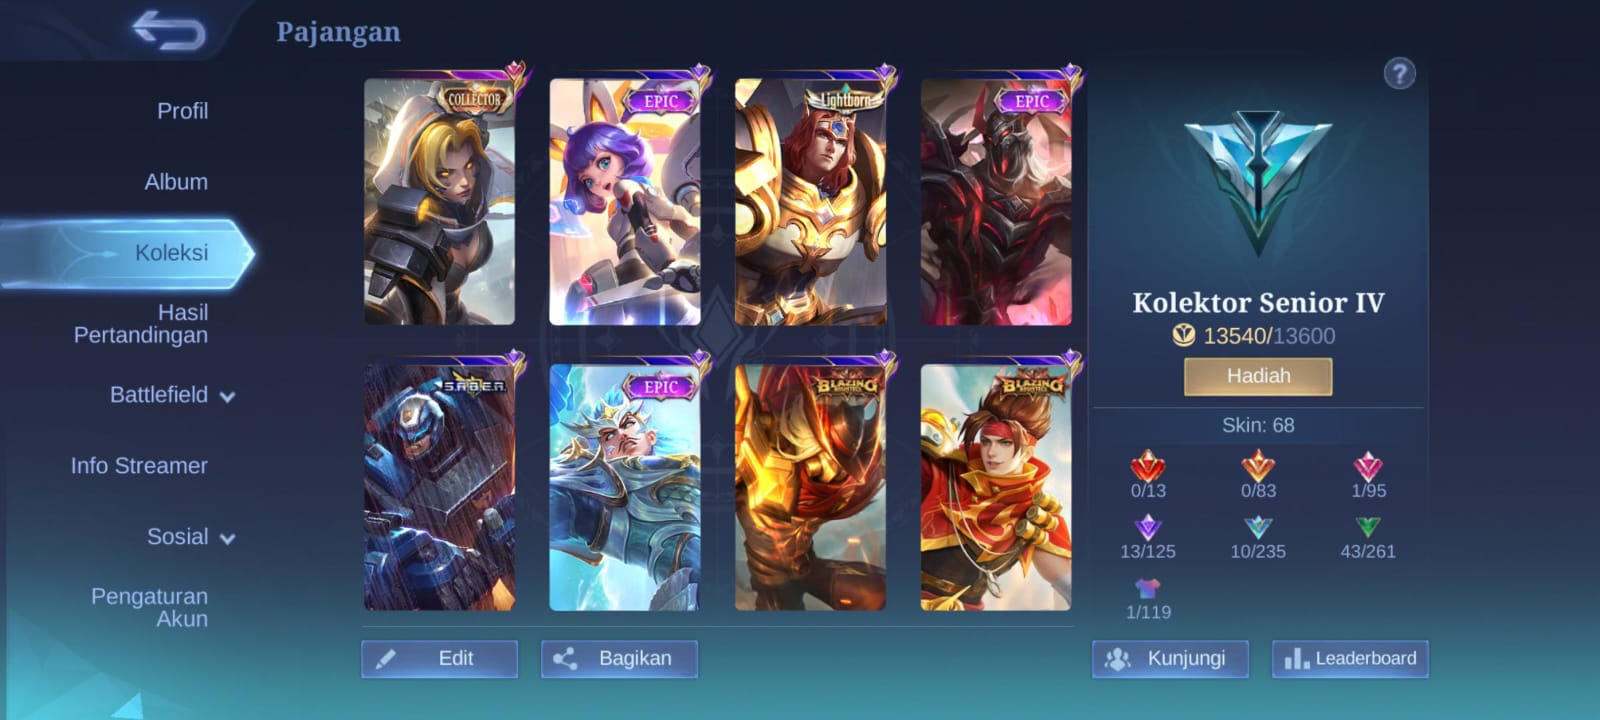 Pajangan
?
Profil
Album
Koleksi
Hasil
Pertandingan
Battlefield
Info Streamer
Sosial
Pengaturan
Akun
COLLECTOR
EPIC
Lightborn
EPIC
S.A.B.E.R.
EPIC
BLAZING
BLAZING
Edit
Bagikan
Kolektor Senior IV
13540/13600
Hadiah
Skin: 68
0/13
0/83
1/95
13/125
10/235
43/261
1/119
Kunjungi
Leaderboard